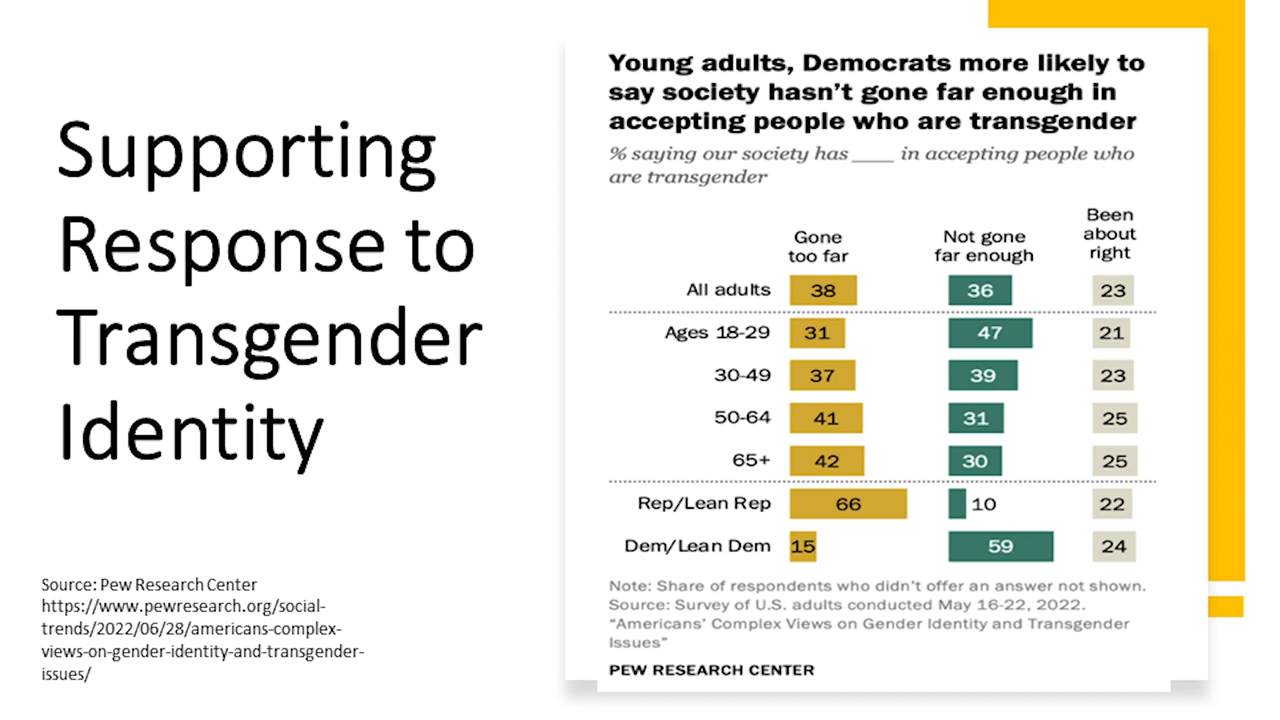 Supporting
Response to
Transgender
Identity
Source: Pew Research Center
https://www.pewresearch.org/social-
trends/2022/06/28/americans-complex-
views-on-gender-identity-and-transgender-
issues/
Young adults, Democrats more likely to
say society hasn't gone far enough in
accepting people who are transgender
% saying our society has ____ in accepting people who
are transgender
Gone
too far
Not gone
far enough
Been
about
right
All adults 38 36 23
Ages 18-29 31 47 21
30-49 37 39 23
50-64 41 31 25
65+ 42 30 25
Rep/Lean Rep 66 10 22
Dem/Lean Dem 15 59 24
Note: Share of respondents who didn't offer an answer not shown.
Source: Survey of U.S. adults conducted May 16-22, 2022.
"Americans' Complex Views on Gender Identity and Transgender
Issues"
PEW RESEARCH CENTER